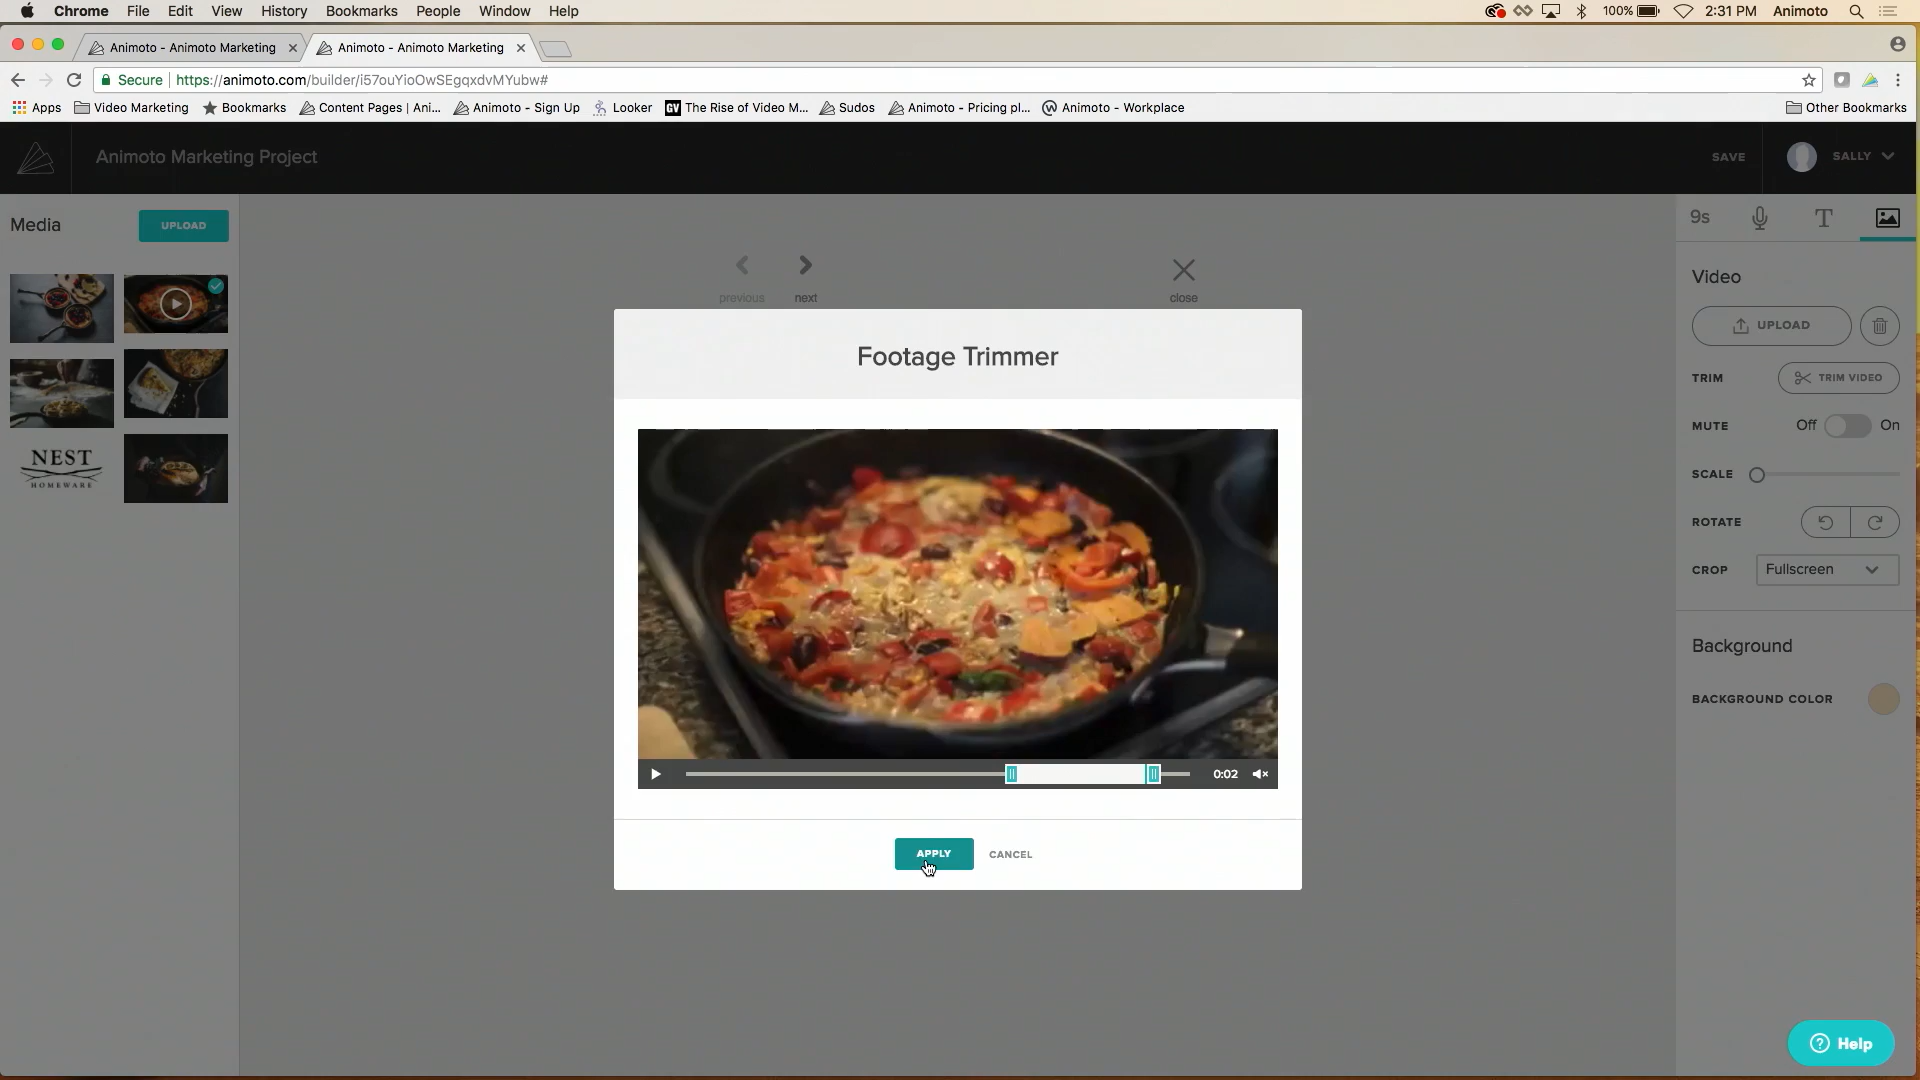 Chrome File Edit View History Bookmarks People Window Help 100% 2:31 PM Animoto
Animoto - Animoto Marketing Animoto - Animoto Marketing
Secure https://animoto.com/builder/i57ouYioOwSEgqxdvMYubw#
Apps Video Marketing Bookmarks Content Pages | Ani... Animoto - Sign Up Looker GV The Rise of Video M... Sudos Animoto - Pricing pl... Animoto - Workplace Other Bookmarks
Animoto Marketing Project SAVE SALLY
Media UPLOAD
NEST
HOMEWARE
previous next close
Footage Trimmer
0:02
APPLY CANCEL
9s T
Video
UPLOAD
TRIM TRIM VIDEO
MUTE Off On
SCALE
ROTATE
CROP Fullscreen
Background
BACKGROUND COLOR
? Help